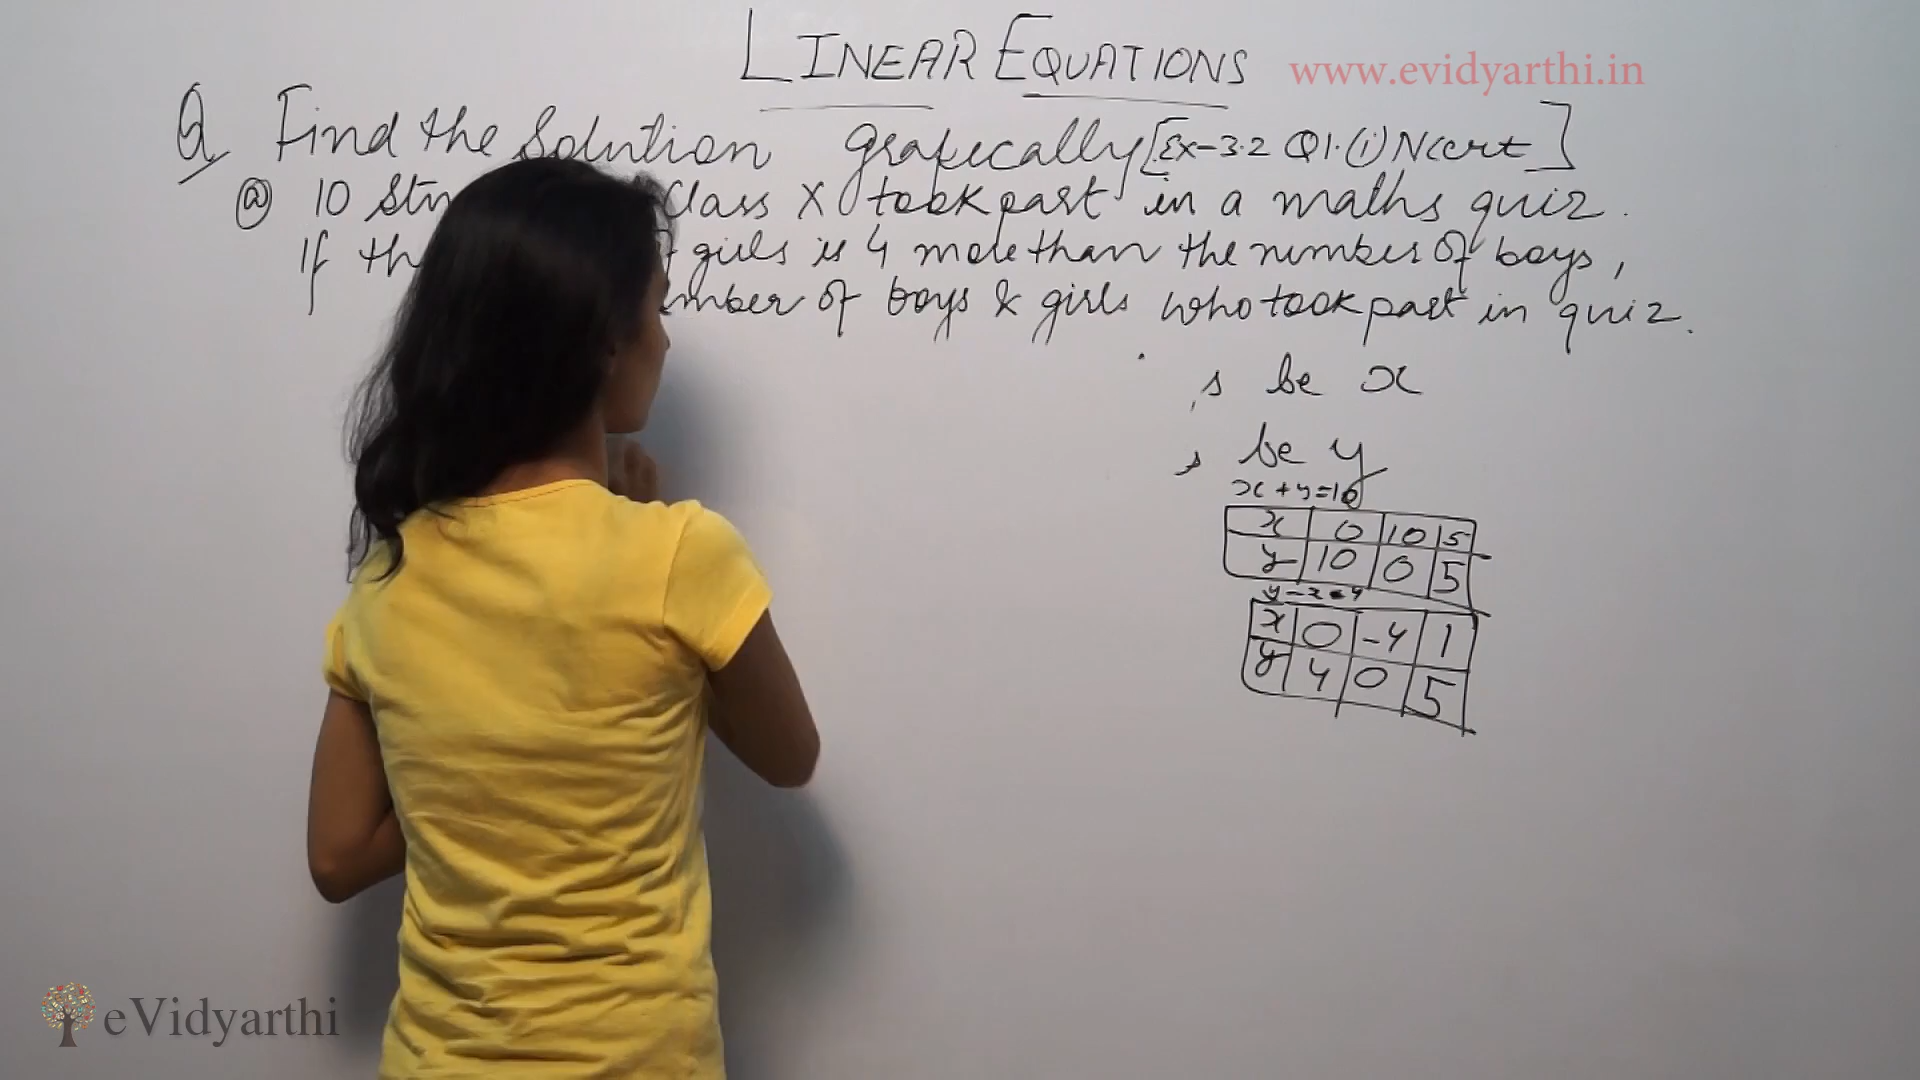 LINEAR EQUATIONS
www.evidyarthi.in
Q Find the Solution grafically [Ex-3.2 Q1.(i) Ncert]
(a) 10 Class X took part in a maths quiz.
If girls is 4 more than the number of boys,
of boys & girls who took part in quiz.
s be x
s be y
x+y=10
x 0 10 5
y 10 0 5
y-x=4
x 0 -4 1
y 4 0 5
eVidyarthi